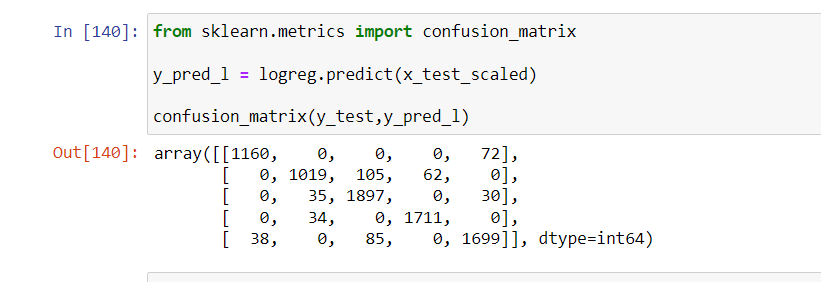 In [140]: from sklearn.metrics import confusion_matrix
y_pred_l = logreg.predict(x_test_scaled)
confusion_matrix(y_test,y_pred_l)
Out[140]: array([[1160, 0, 0, 0, 72],
[ 0, 1019, 105, 62, 0],
[ 0, 35, 1897, 0, 30],
[ 0, 34, 0, 1711, 0],
[ 38, 0, 85, 0, 1699]], dtype=int64)